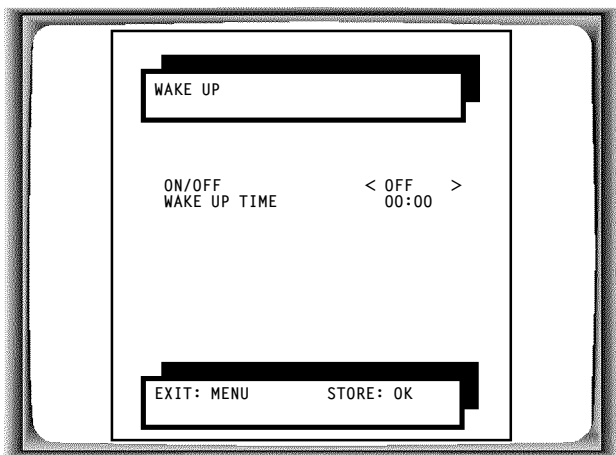 WAKE UP
ON/OFF < OFF >
WAKE UP TIME 00:00
EXIT: MENU STORE: OK